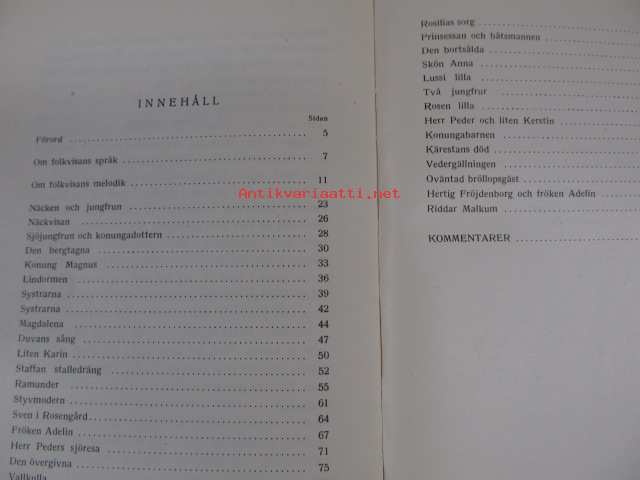 INNEHÅLL
Siden
Förord 5
Om folkvisans språk 7
Om folkvisans melodik 11
Näcken och jungfrun 23
Näckvisan 26
Sjöjungfrun och konungadottern 28
Den bergtagna 30
Konung Magnus 33
Lindormen 36
Systrarna 39
Systrarna 42
Magdalena 44
Duvans sång 47
Liten Karin 50
Staffan stalledräng 52
Ramunder 55
Styvmodern 61
Sven i Rosengård 64
Fröken Adelin 67
Herr Peders sjöresa 71
Den övergivna 75
Vallkulla
Rosilias sorg
Prinsessan och båtsmannen
Den bortsålda
Skön Anna
Lussi lilla
Två jungfrur
Rosen lilla
Herr Peder och liten Kerstin
Konungabarnen
Kärestans död
Vedergällningen
Oväntad bröllopsgäst
Hertig Fröjdenborg och fröken Adelin
Riddar Malkum
KOMMENTARER
Antikvariaatti.net